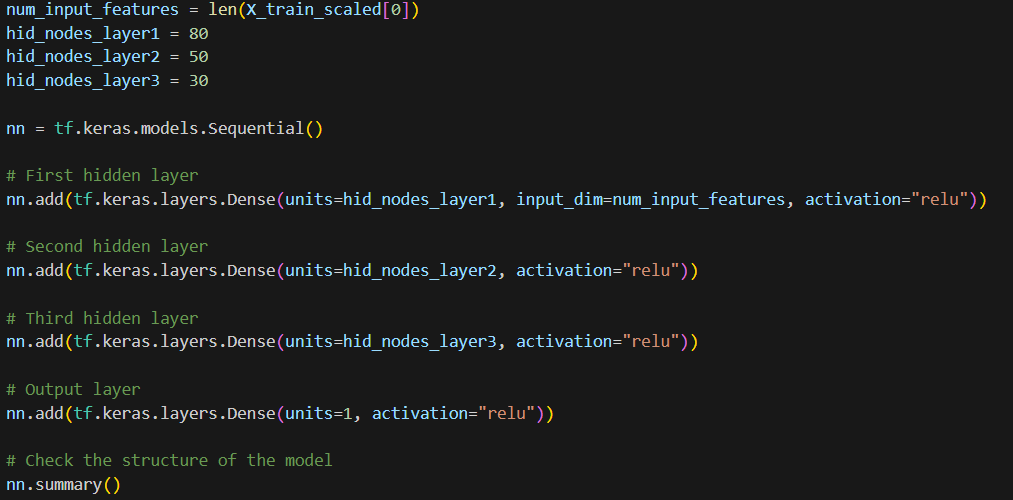 num_input_features = len(X_train_scaled[0])
hid_nodes_layer1 = 80
hid_nodes_layer2 = 50
hid_nodes_layer3 = 30
nn = tf.keras.models.Sequential()
# First hidden layer
nn.add(tf.keras.layers.Dense(units=hid_nodes_layer1, input_dim=num_input_features, activation="relu"))
# Second hidden layer
nn.add(tf.keras.layers.Dense(units=hid_nodes_layer2, activation="relu"))
# Third hidden layer
nn.add(tf.keras.layers.Dense(units=hid_nodes_layer3, activation="relu"))
# Output layer
nn.add(tf.keras.layers.Dense(units=1, activation="relu"))
# Check the structure of the model
nn.summary()